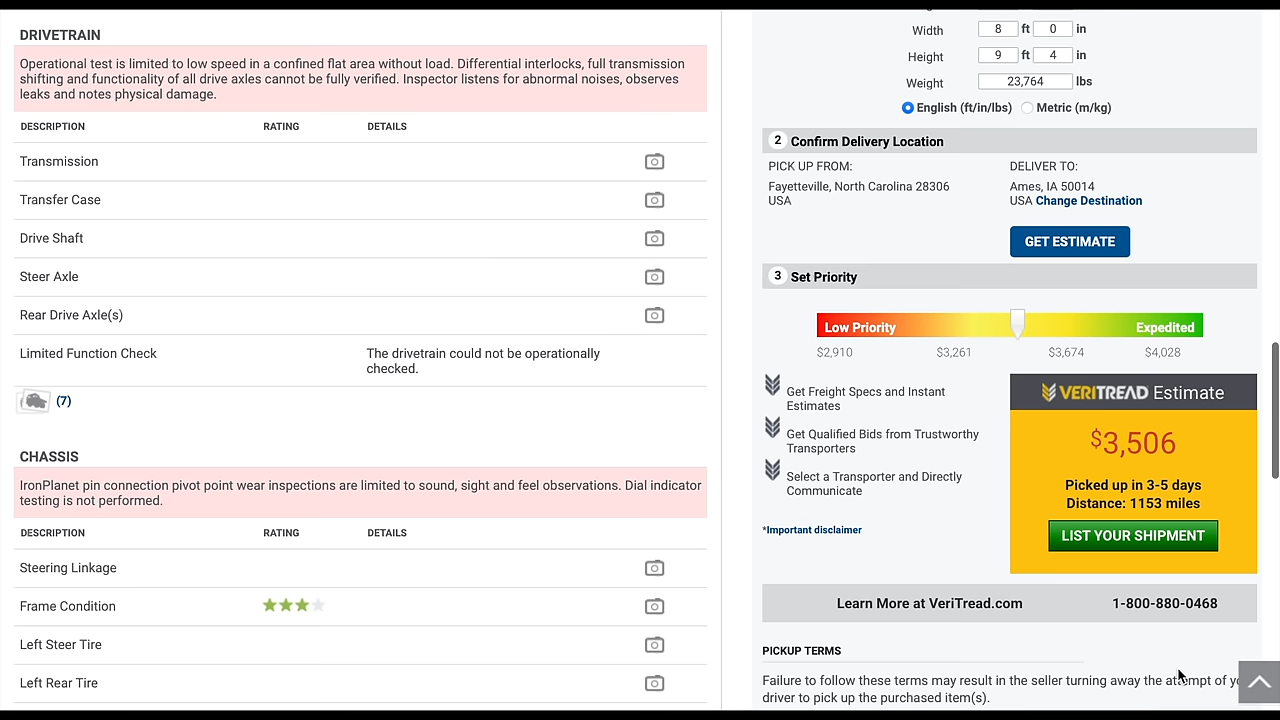 DRIVETRAIN
Operational test is limited to low speed in a confined flat area without load. Differential interlocks, full transmission
shifting and functionality of all drive axles cannot be fully verified. Inspector listens for abnormal noises, observes
leaks and notes physical damage.
DESCRIPTION RATING DETAILS
Transmission
Transfer Case
Drive Shaft
Steer Axle
Rear Drive Axle(s)
Limited Function Check The drivetrain could not be operationally
checked.
(7)
CHASSIS
IronPlanet pin connection pivot point wear inspections are limited to sound, sight and feel observations. Dial indicator
testing is not performed.
DESCRIPTION RATING DETAILS
Steering Linkage
Frame Condition
Left Steer Tire
Left Rear Tire
Width 8 ft 0 in
Height 9 ft 4 in
Weight 23,764 lbs
English (ft/in/lbs) Metric (m/kg)
2 Confirm Delivery Location
PICK UP FROM:
Fayetteville, North Carolina 28306
USA
DELIVER TO:
Ames, IA 50014
USA Change Destination
GET ESTIMATE
3 Set Priority
Low Priority Expedited
$2,910 $3,261 $3,674 $4,028
Get Freight Specs and Instant
Estimates
Get Qualified Bids from Trustworthy
Transporters
Select a Transporter and Directly
Communicate
*Important disclaimer
VERITREAD Estimate
$3,506
Picked up in 3-5 days
Distance: 1153 miles
LIST YOUR SHIPMENT
Learn More at VeriTread.com 1-800-880-0468
PICKUP TERMS
Failure to follow these terms may result in the seller turning away the attempt of
driver to pick up the purchased item(s).